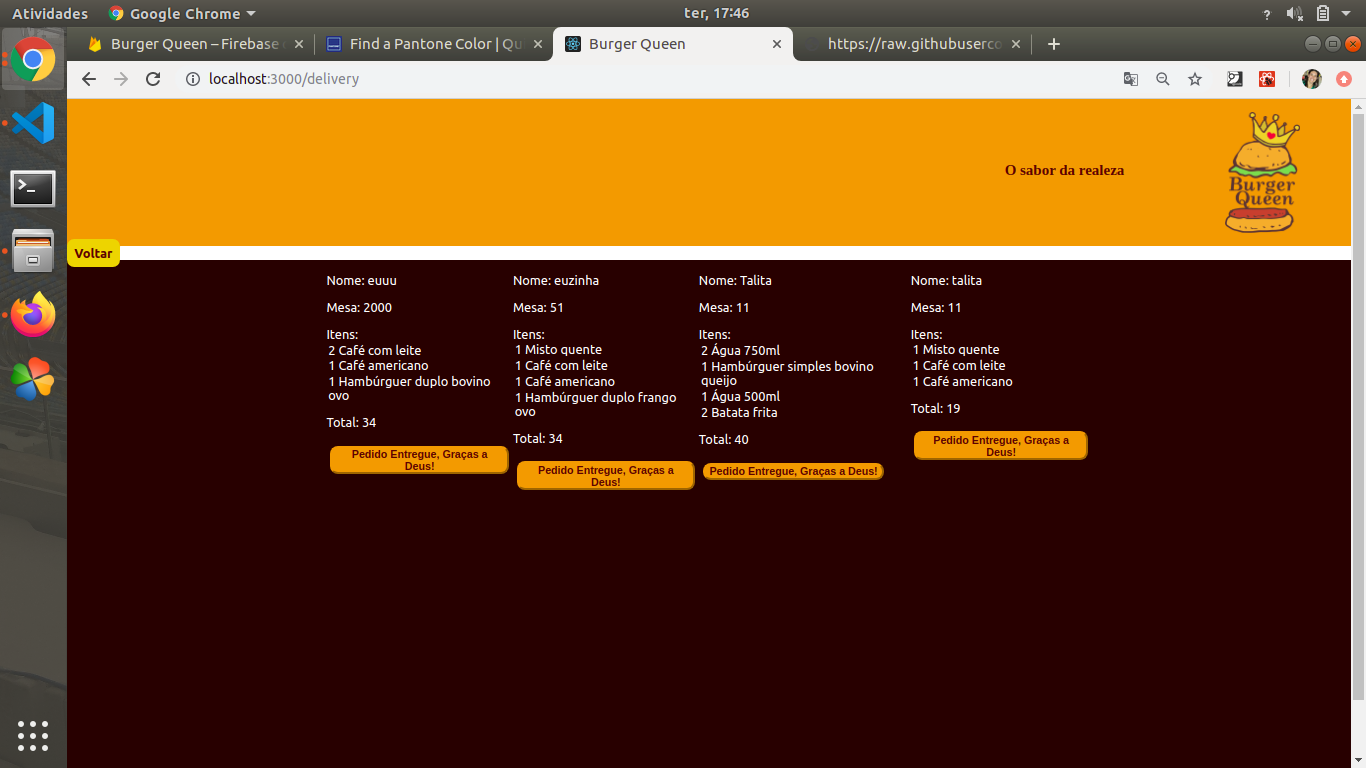 Atividades
Google Chrome
ter, 17:46
?
Burger Queen – Firebase
Find a Pantone Color | Qu
Burger Queen
https://raw.githubuserco
localhost:3000/delivery
O sabor da realeza
Burger
Queen
Voltar
Nome: euuu
Mesa: 2000
Itens:
2 Café com leite
1 Café americano
1 Hambúrguer duplo bovino
ovo
Total: 34
Pedido Entregue, Graças a
Deus!
Nome: euzinha
Mesa: 51
Itens:
1 Misto quente
1 Café com leite
1 Café americano
1 Hambúrguer duplo frango
ovo
Total: 34
Pedido Entregue, Graças a
Deus!
Nome: Talita
Mesa: 11
Itens:
2 Água 750ml
1 Hambúrguer simples bovino
queijo
1 Água 500ml
2 Batata frita
Total: 40
Pedido Entregue, Graças a Deus!
Nome: talita
Mesa: 11
Itens:
1 Misto quente
1 Café com leite
1 Café americano
Total: 19
Pedido Entregue, Graças a
Deus!